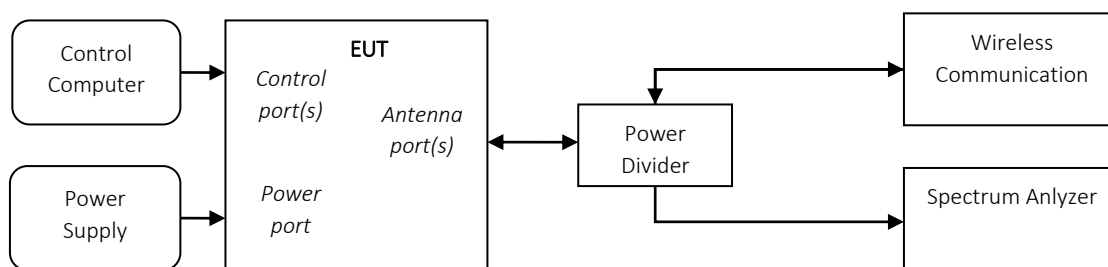 Control
Computer
Power
Supply
EUT
Control
port(s)
Antenna
port(s)
Power
port
Power
Divider
Wireless
Communication
Spectrum Anlyzer